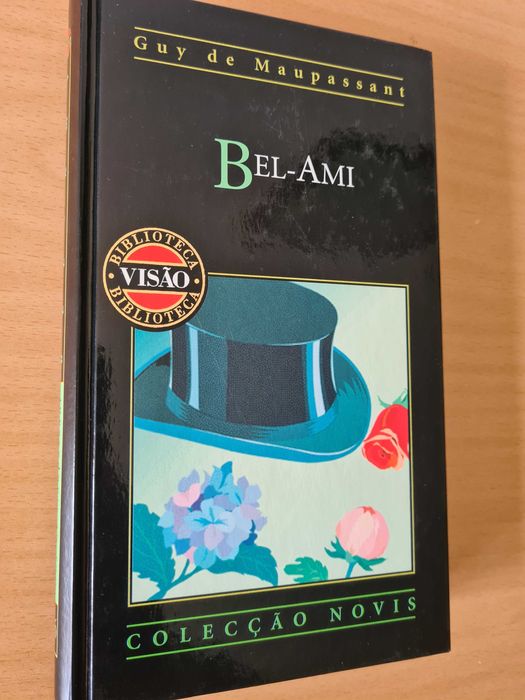 Guy de Maupassant
BEL-AMI
BIBLIOTECA
VISÃO
BIBLIOTECA
COLECÇÃO NOVIS